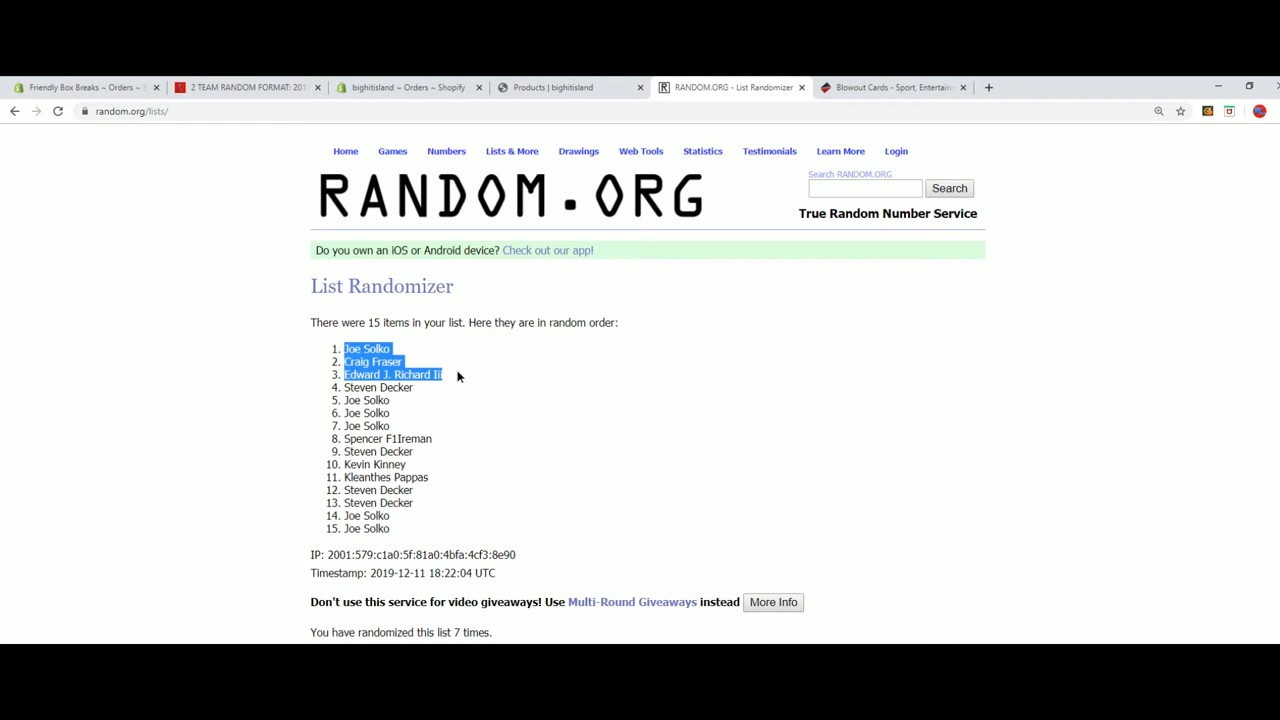 Friendly Box Breaks ~ Orders ~ S
2 TEAM RANDOM FORMAT: 201
bighitisland ~ Orders ~ Shopify
Products | bighitisland
RANDOM.ORG - List Randomizer
Blowout Cards - Sport, Entertain
random.org/lists/
Home Games Numbers Lists & More Drawings Web Tools Statistics Testimonials Learn More Login
RANDOM.ORG
Search RANDOM.ORG
Search
True Random Number Service
Do you own an iOS or Android device? Check out our app!
List Randomizer
There were 15 items in your list. Here they are in random order:
1. Joe Solko
2. Craig Fraser
3. Edward J. Richard Iii
4. Steven Decker
5. Joe Solko
6. Joe Solko
7. Joe Solko
8. Spencer F1Ireman
9. Steven Decker
10. Kevin Kinney
11. Kleanthes Pappas
12. Steven Decker
13. Steven Decker
14. Joe Solko
15. Joe Solko
IP: 2001:579:c1a0:5f:81a0:4bfa:4cf3:8e90
Timestamp: 2019-12-11 18:22:04 UTC
Don't use this service for video giveaways! Use Multi-Round Giveaways instead More Info
You have randomized this list 7 times.